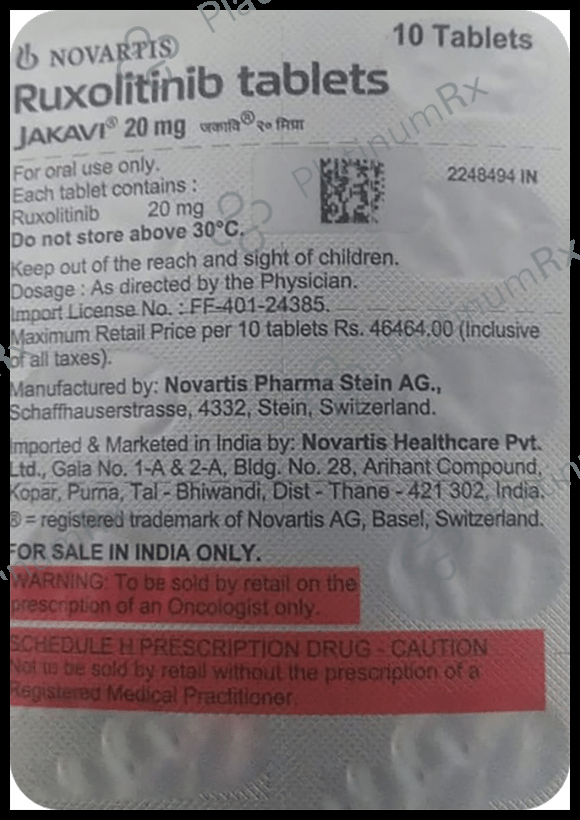 NOVARTIS
10 Tablets
Ruxolitinib tablets
JAKAVI® 20 mg जकावि® २० मिग्रा
For oral use only.
Each tablet contains :
Ruxolitinib 20 mg
Do not store above 30°C.
2248494 IN
Keep out of the reach and sight of children.
Dosage : As directed by the Physician.
Import License No. : FF-401-24385.
Maximum Retail Price per 10 tablets Rs. 46464.00 (Inclusive
of all taxes).
Manufactured by: Novartis Pharma Stein AG.,
Schaffhauserstrasse, 4332, Stein, Switzerland.
Imported & Marketed in India by: Novartis Healthcare Pvt.
Ltd., Gala No. 1-A & 2-A, Bldg. No. 28, Arihant Compound,
Kopar, Purna, Tal - Bhiwandi, Dist - Thane - 421 302, India.
® = registered trademark of Novartis AG, Basel, Switzerland.
FOR SALE IN INDIA ONLY.
WARNING: To be sold by retail on the
prescription of an Oncologist only.
SCHEDULE H PRESCRIPTION DRUG - CAUTION
Not to be sold by retail without the prescription of a
Registered Medical Practitioner.
PlatinumRx